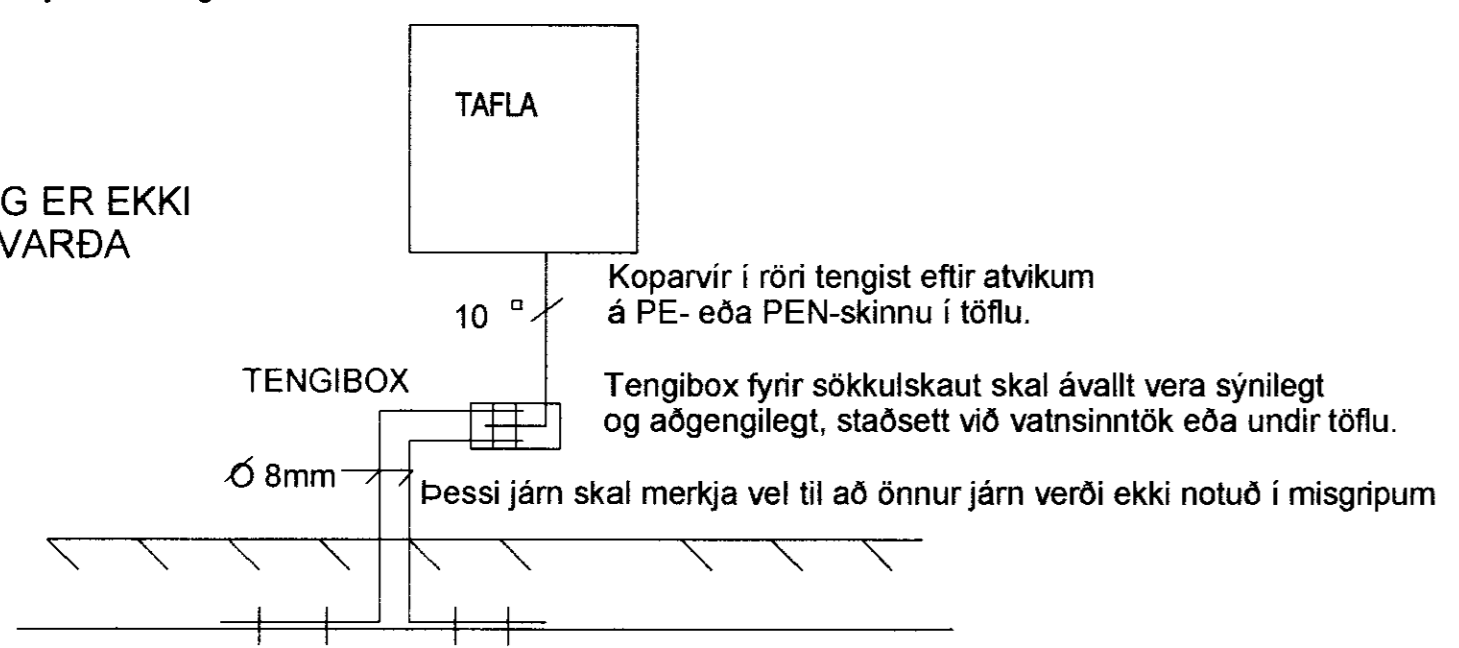 TAFLA
G ER EKKI
VARÐA
Koparvír í röri tengist eftir atvikum
á PE- eða PEN-skinnu í töflu.
10 □
TENGIBOX
Tengibox fyrir sökkulskaut skal ávallt vera sýnilegt
og aðgengilegt, staðsett við vatnsinntök eða undir töflu.
Ø 8mm
Þessi járn skal merkja vel til að önnur járn verði ekki notuð í misgripum